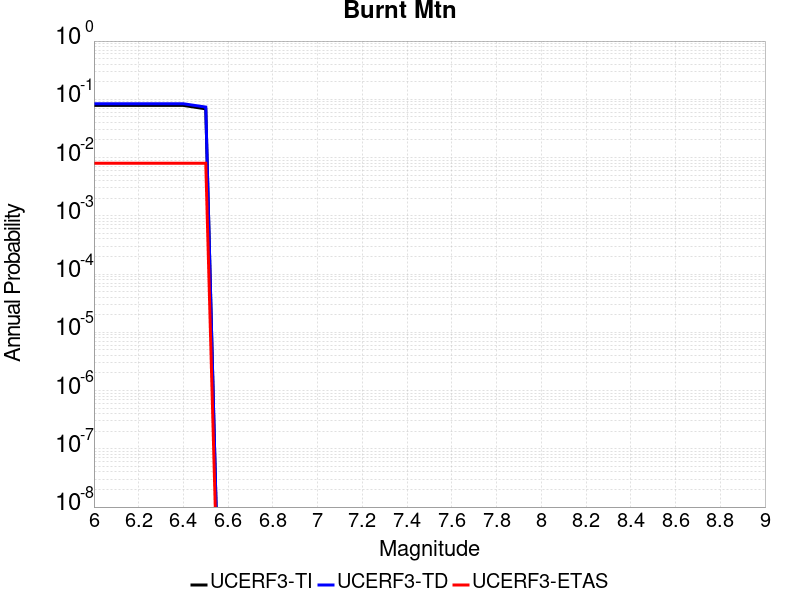 Burnt Mtn
10^0
10^-1
10^-2
10^-3
10^-4
10^-5
10^-6
10^-7
10^-8
Annual Probability
6 6.2 6.4 6.6 6.8 7 7.2 7.4 7.6 7.8 8 8.2 8.4 8.6 8.8 9
Magnitude
UCERF3-TI UCERF3-TD UCERF3-ETAS